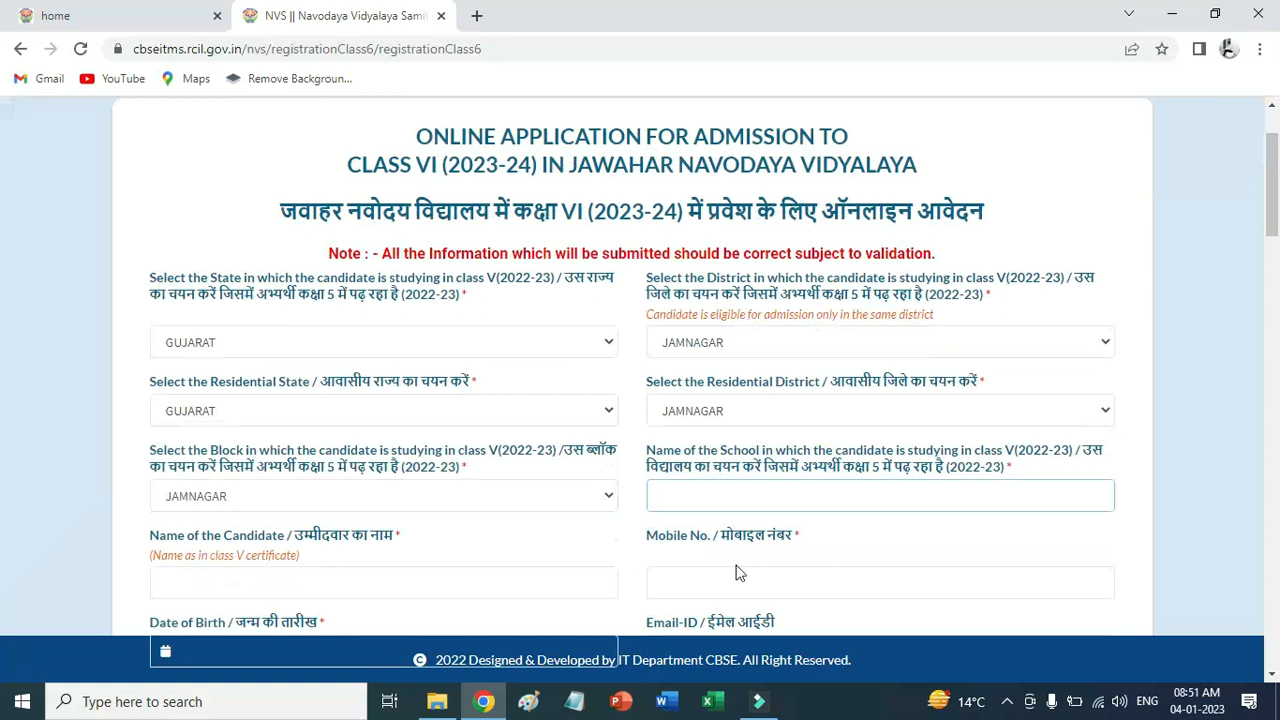 home
NVS || Navodaya Vidyalaya Samit
cbseitms.rcil.gov.in/nvs/registrationClass6/registrationClass6
Gmail
YouTube
Maps
Remove Backgroun...
ONLINE APPLICATION FOR ADMISSION TO
CLASS VI (2023-24) IN JAWAHAR NAVODAYA VIDYALAYA
जवाहर नवोदय विद्यालय में कक्षा VI (2023-24) में प्रवेश के लिए ऑनलाइन आवेदन
Note : - All the Information which will be submitted should be correct subject to validation.
Select the State in which the candidate is studying in class V(2022-23) / उस राज्य
का चयन करें जिसमें अभ्यर्थी कक्षा 5 में पढ़ रहा है (2022-23) *
Select the District in which the candidate is studying in class V(2022-23) / उस
जिले का चयन करें जिसमें अभ्यर्थी कक्षा 5 में पढ़ रहा है (2022-23) *
Candidate is eligible for admission only in the same district
GUJARAT
JAMNAGAR
Select the Residential State / आवासीय राज्य का चयन करें *
Select the Residential District / आवासीय जिले का चयन करें *
GUJARAT
JAMNAGAR
Select the Block in which the candidate is studying in class V(2022-23) /उस ब्लॉक
का चयन करें जिसमें अभ्यर्थी कक्षा 5 में पढ़ रहा है (2022-23) *
Name of the School in which the candidate is studying in class V(2022-23) / उस
विद्यालय का चयन करें जिसमें अभ्यर्थी कक्षा 5 में पढ़ रहा है (2022-23) *
JAMNAGAR
Name of the Candidate / उम्मीदवार का नाम *
(Name as in class V certificate)
Mobile No. / मोबाइल नंबर *
Date of Birth / जन्म की तारीख *
Email-ID / ईमेल आईडी
C 2022 Designed & Developed by IT Department CBSE. All Right Reserved.
Type here to search
14°C
ENG
08:51 AM
04-01-2023